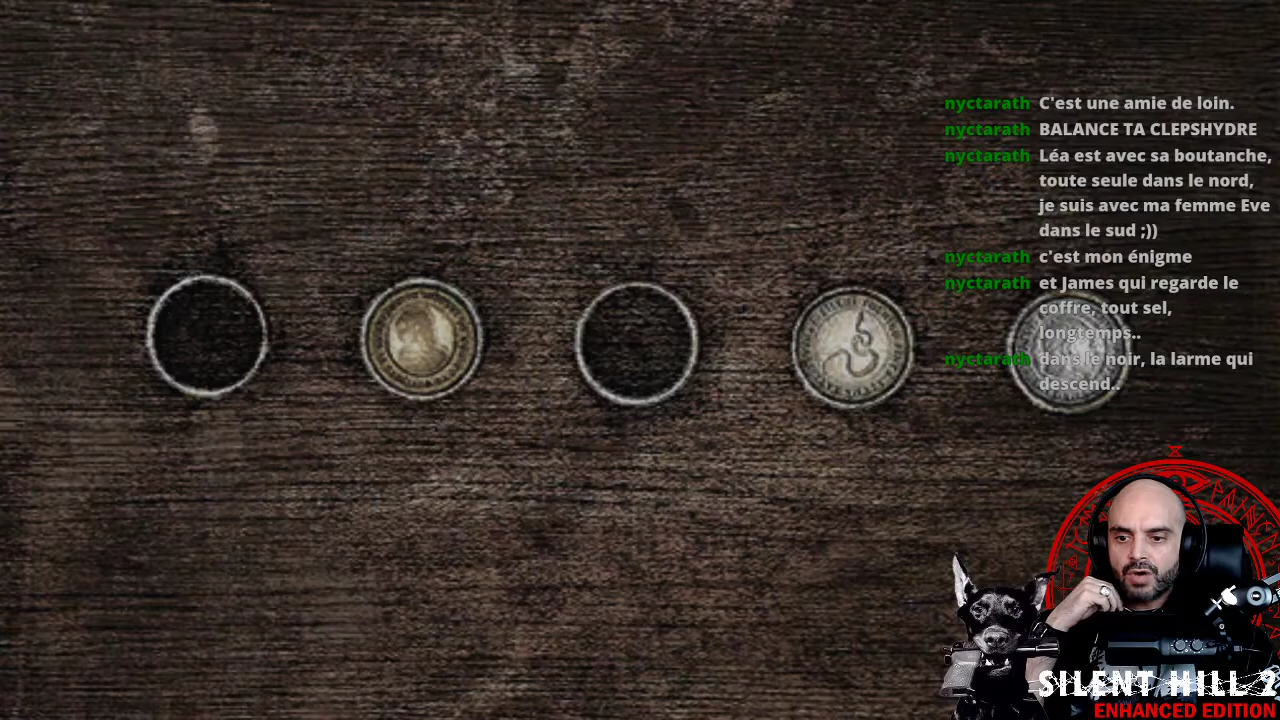 nyctarath C'est une amie de loin.
nyctarath BALANCE TA CLEPSHYDRE
nyctarath Léa est avec sa boutanche,
toute seule dans le nord,
je suis avec ma femme Eve
dans le sud ;))
nyctarath c'est mon énigme
nyctarath et James qui regarde le
coffre, tout sel,
longtemps..
nyctarath dans le noir, la larme qui
descend..
SILENT HILL 2
ENHANCED EDITION